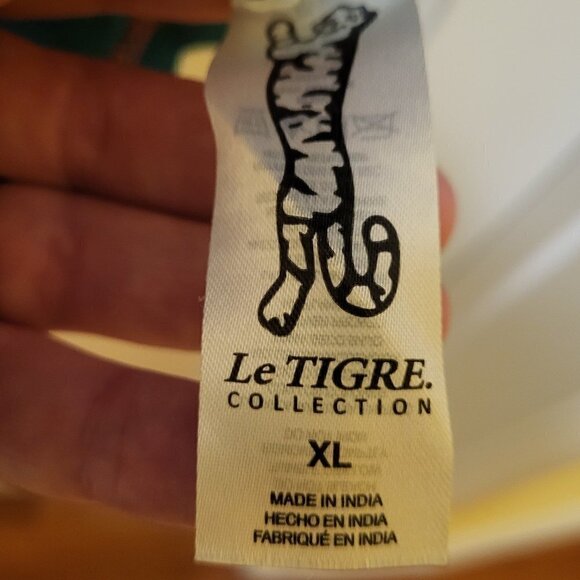 Le TIGRE.
COLLECTION
XL
MADE IN INDIA
HECHO EN INDIA
FABRIQUÉ EN INDIA